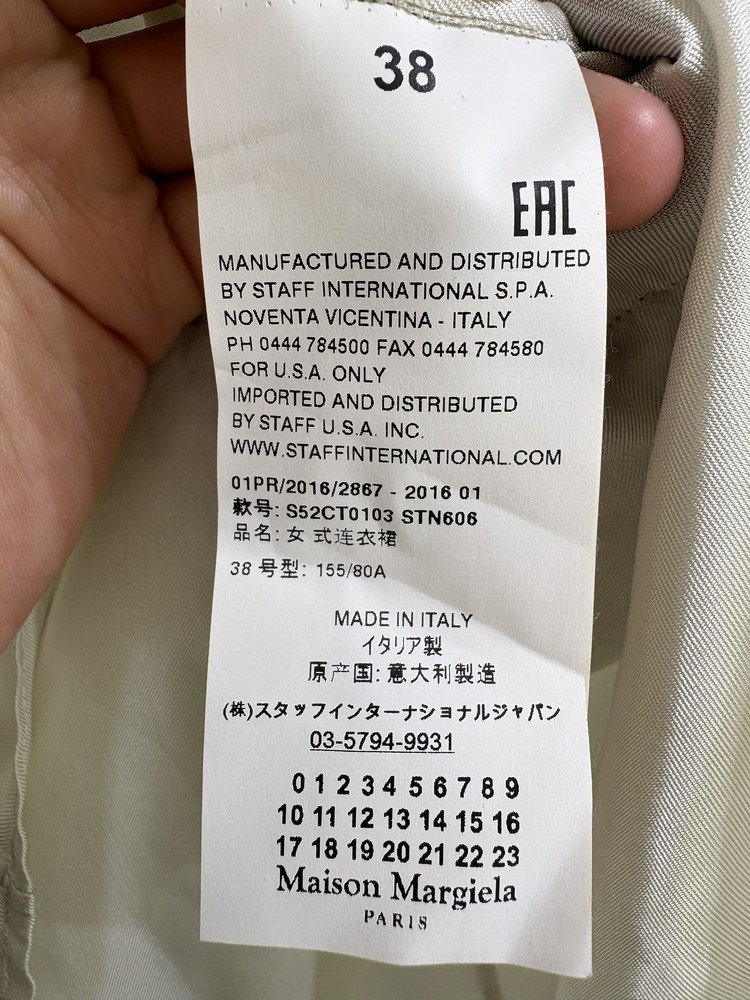 38
EAC
MANUFACTURED AND DISTRIBUTED
BY STAFF INTERNATIONAL S.P.A.
NOVENTA VICENTINA - ITALY
PH 0444 784500 FAX 0444 784580
FOR U.S.A. ONLY
IMPORTED AND DISTRIBUTED
BY STAFF U.S.A. INC.
WWW.STAFFINTERNATIONAL.COM
01PR/2016/2867 - 2016 01
款号: S52CT0103 STN606
品名: 女 式连衣裙
38 号型: 155/80A
MADE IN ITALY
イタリア製
原产国: 意大利製造
(株)スタッフインターナショナルジャパン
03-5794-9931
0 1 2 3 4 5 6 7 8 9
10 11 12 13 14 15 16
17 18 19 20 21 22 23
Maison Margiela
PARIS